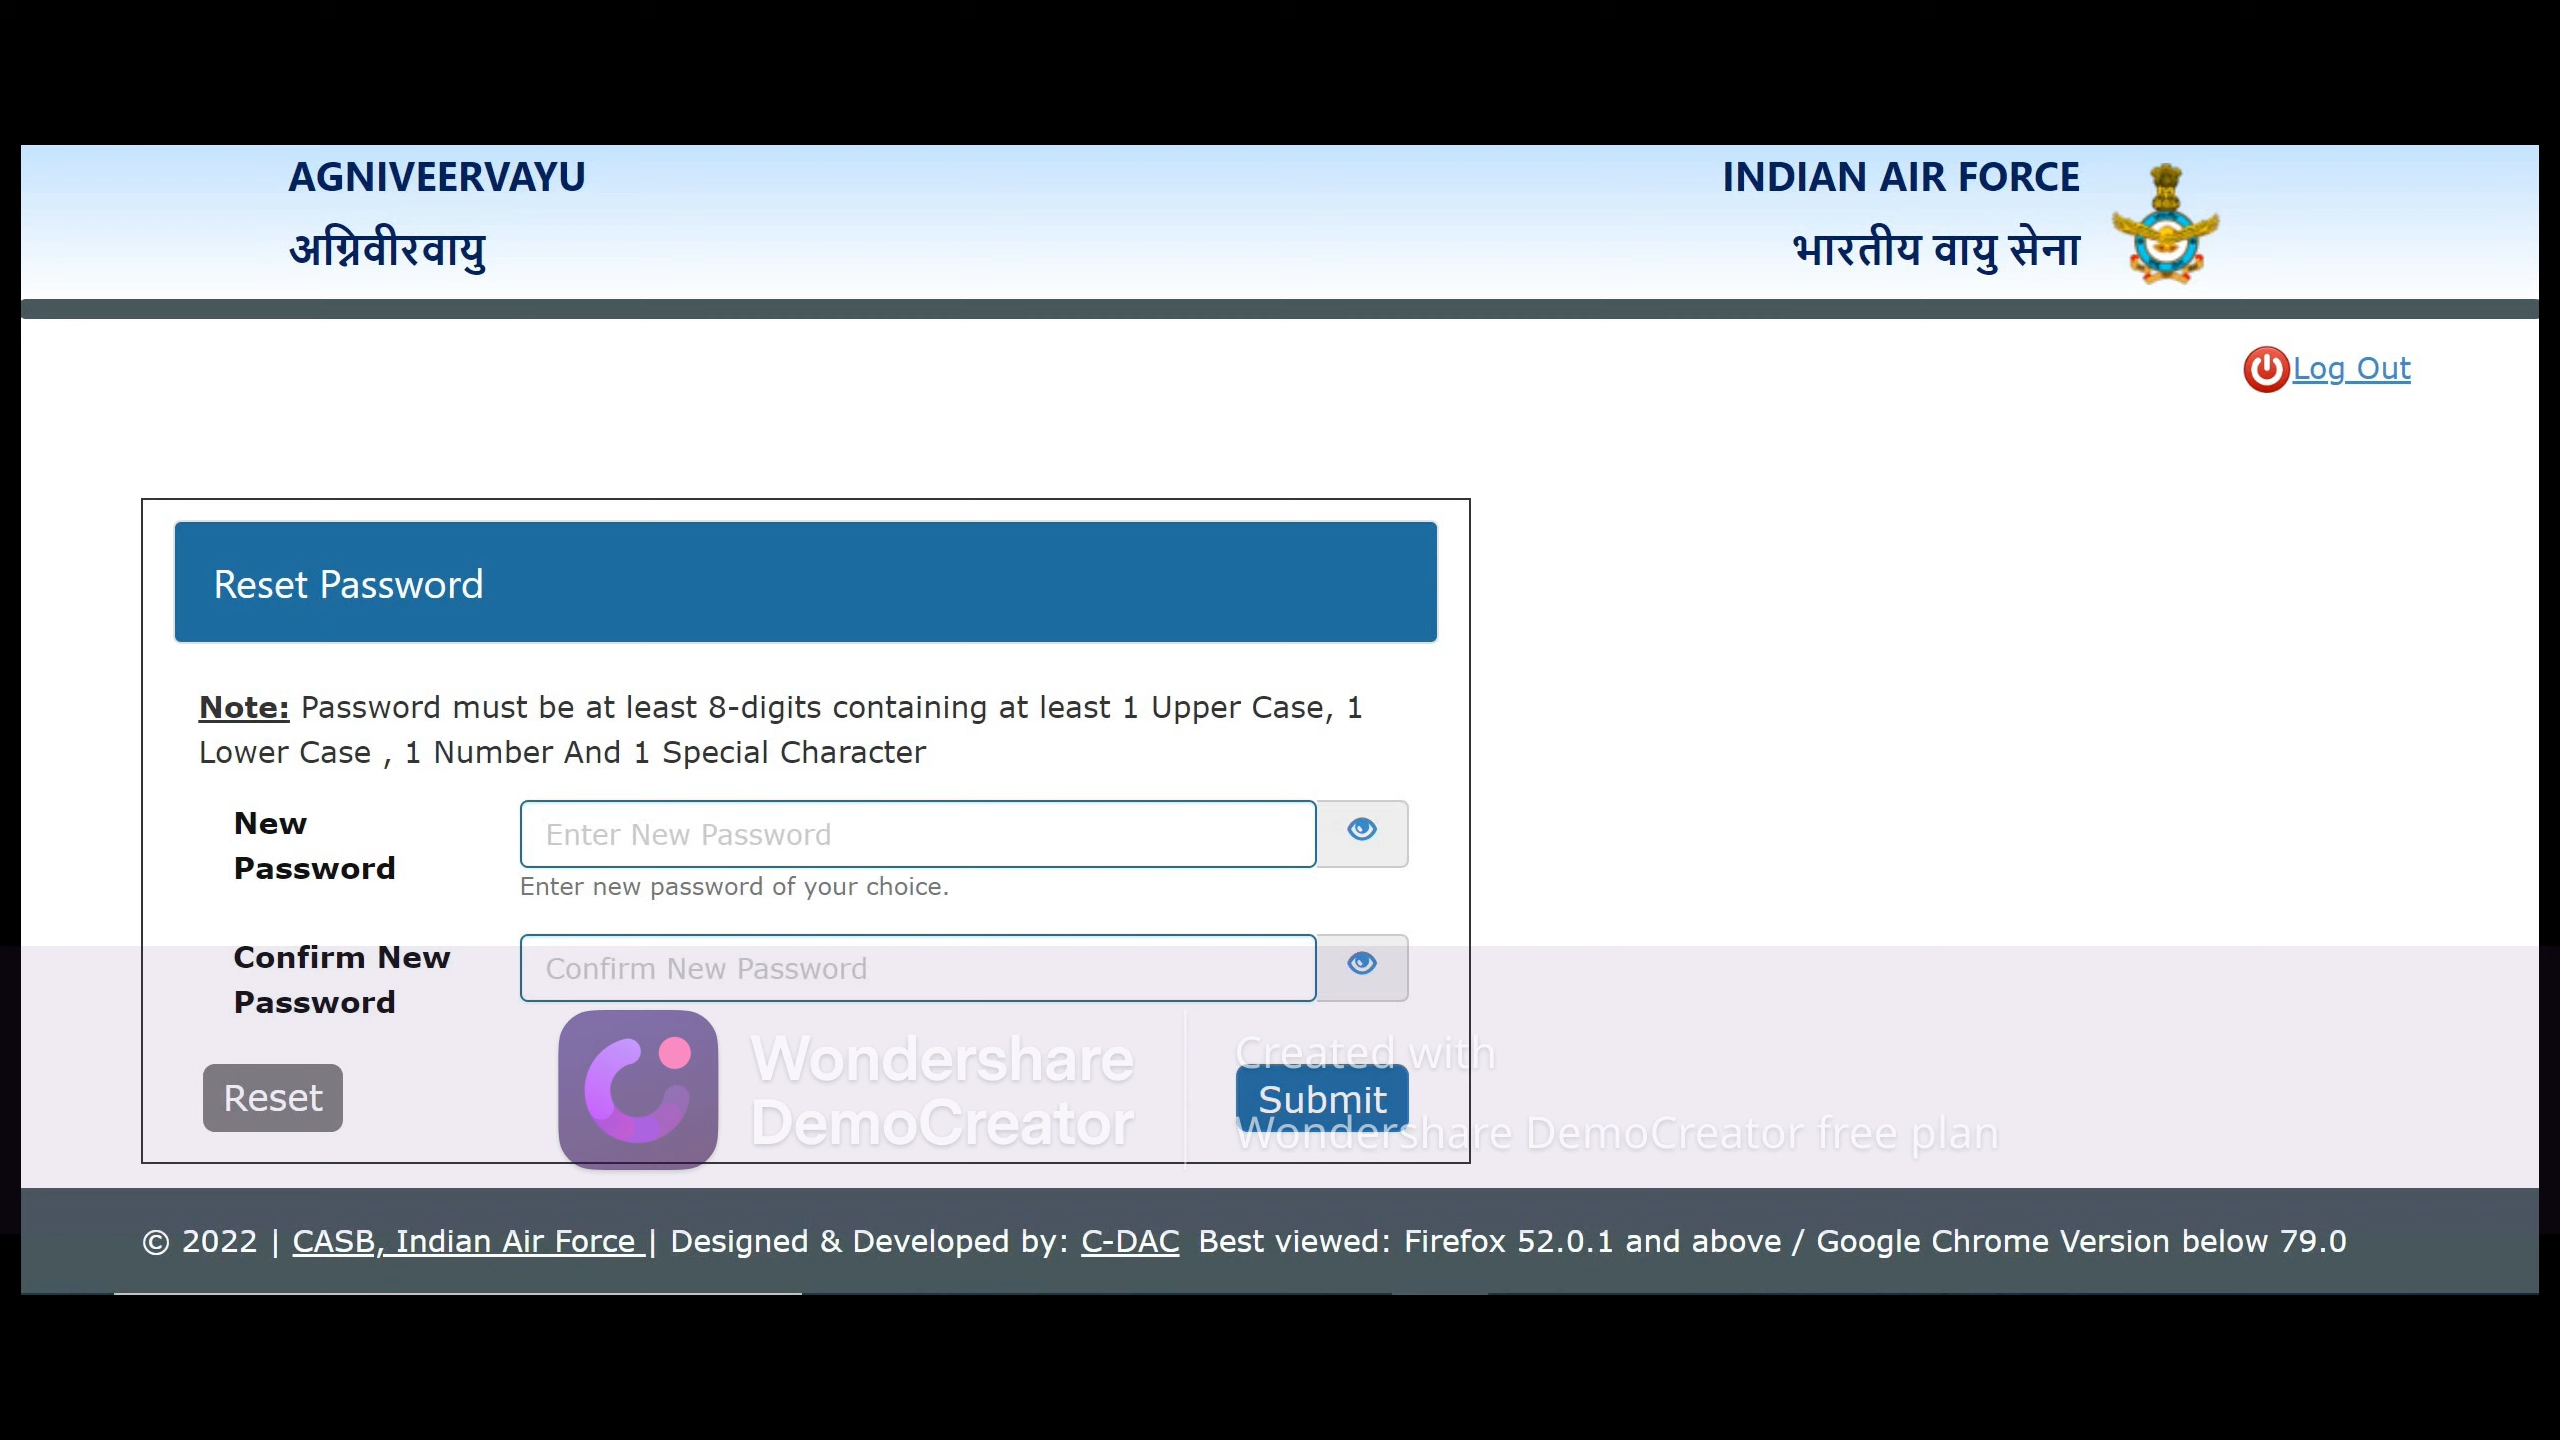 AGNIVEERVAYU
अग्निवीरवायु
INDIAN AIR FORCE
भारतीय वायु सेना
Log Out
Reset Password
Note: Password must be at least 8-digits containing at least 1 Upper Case, 1
Lower Case , 1 Number And 1 Special Character
New
Password
Enter New Password
Enter new password of your choice.
Confirm New
Password
Confirm New Password
Reset
Wondershare
DemoCreator
Created with
Wondershare DemoCreator free plan
Submit
© 2022 | CASB, Indian Air Force | Designed & Developed by: C-DAC Best viewed: Firefox 52.0.1 and above / Google Chrome Version below 79.0